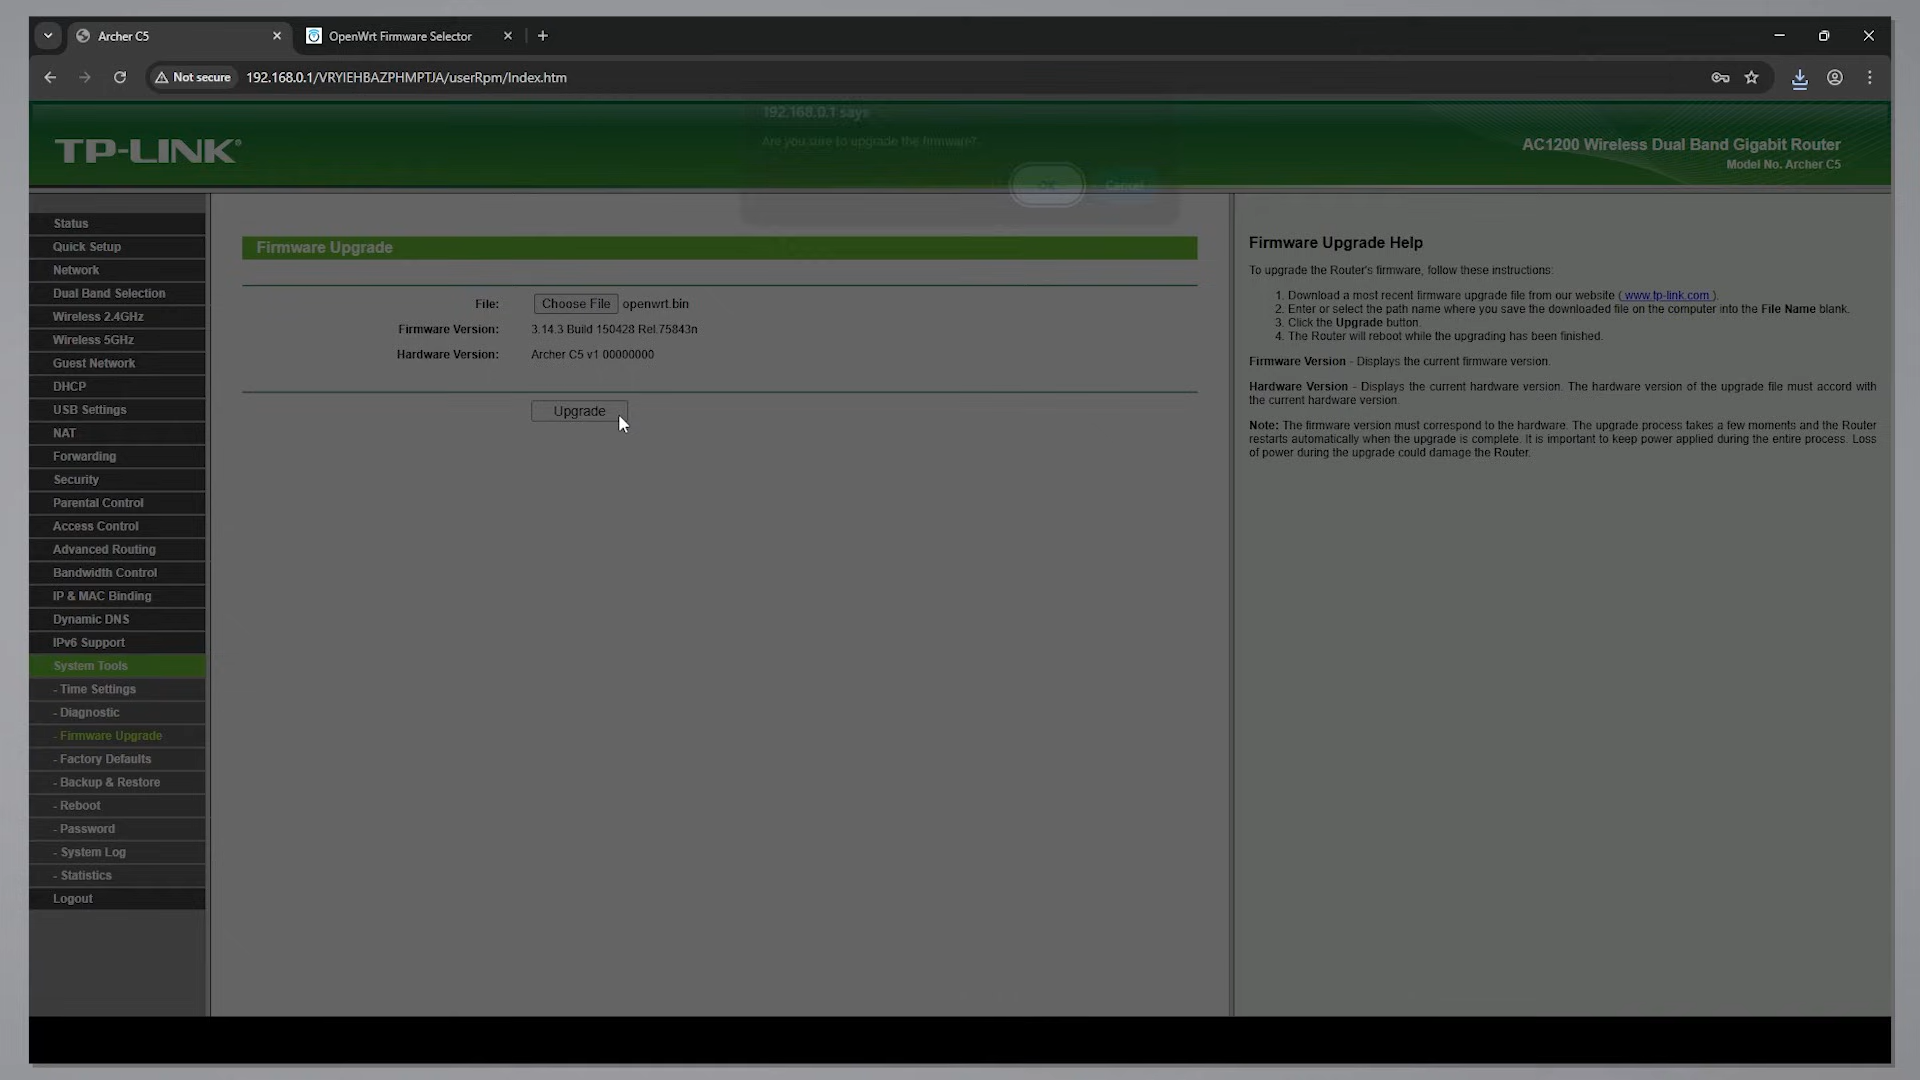 Archer C5
OpenWrt Firmware Selector
Not secure
192.168.0.1/VRYIEHBAZPHMPTJA/userRpm/Index.htm
192.168.0.1 says
Are you sure to upgrade the firmware?
OK
Cancel
TP-LINK®
AC1200 Wireless Dual Band Gigabit Router
Model No. Archer C5
Status
Quick Setup
Network
Dual Band Selection
Wireless 2.4GHz
Wireless 5GHz
Guest Network
DHCP
USB Settings
NAT
Forwarding
Security
Parental Control
Access Control
Advanced Routing
Bandwidth Control
IP & MAC Binding
Dynamic DNS
IPv6 Support
System Tools
- Time Settings
- Diagnostic
- Firmware Upgrade
- Factory Defaults
- Backup & Restore
- Reboot
- Password
- System Log
- Statistics
Logout
Firmware Upgrade
File: Choose File openwrt.bin
Firmware Version: 3.14.3 Build 150428 Rel.75843n
Hardware Version: Archer C5 v1 00000000
Upgrade
Firmware Upgrade Help
To upgrade the Router's firmware, follow these instructions:
1. Download a most recent firmware upgrade file from our website ( www.tp-link.com ).
2. Enter or select the path name where you save the downloaded file on the computer into the File Name blank.
3. Click the Upgrade button.
4. The Router will reboot while the upgrading has been finished.
Firmware Version - Displays the current firmware version.
Hardware Version - Displays the current hardware version. The hardware version of the upgrade file must accord with
the current hardware version.
Note: The firmware version must correspond to the hardware. The upgrade process takes a few moments and the Router
restarts automatically when the upgrade is complete. It is important to keep power applied during the entire process. Loss
of power during the upgrade could damage the Router.